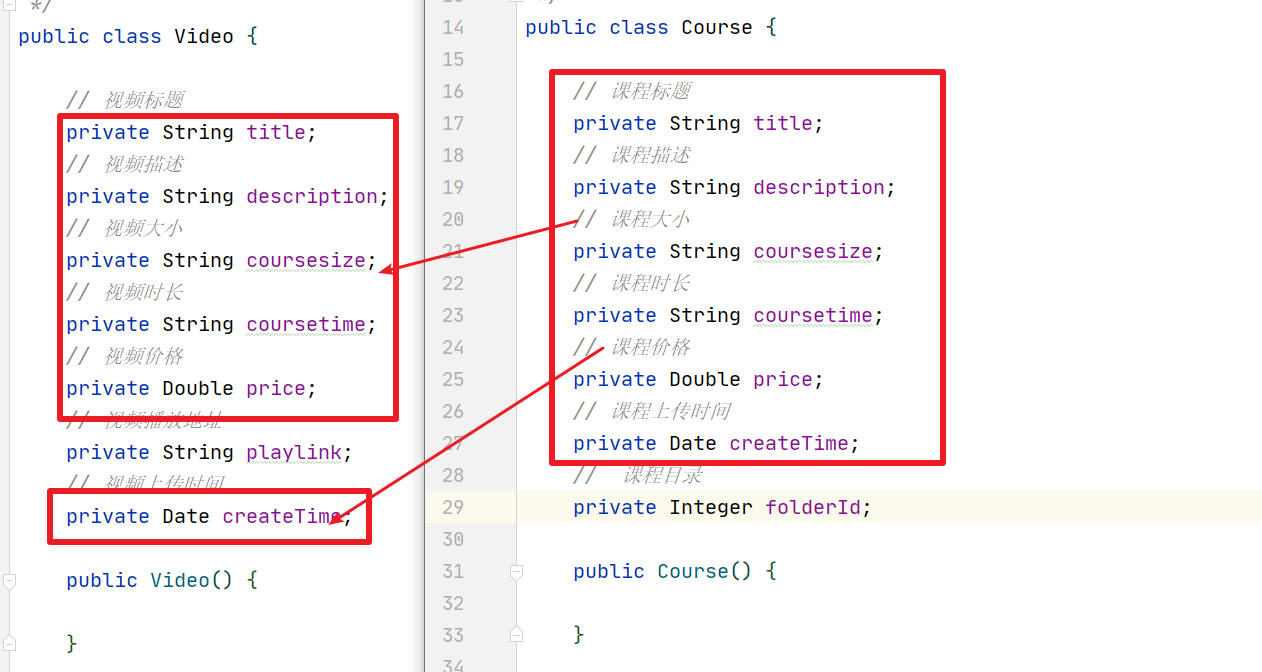 */
public class Video {
// 视频标题
private String title;
// 视频描述
private String description;
// 视频大小
private String coursesize;
// 视频时长
private String coursetime;
// 视频价格
private Double price;
// 视频播放地址
private String playlink;
// 视频上传时间
private Date createTime;
public Video() {
}
14 public class Course {
15
16 // 课程标题
17 private String title;
18 // 课程描述
19 private String description;
20 // 课程大小
21 private String coursesize;
22 // 课程时长
23 private String coursetime;
24 // 课程价格
25 private Double price;
26 // 课程上传时间
27 private Date createTime;
28 // 课程目录
29 private Integer folderId;
30
31 public Course() {
32
33 }
34